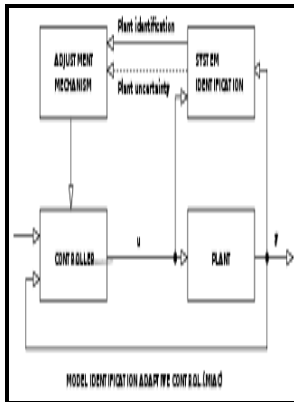 Plant identification
ADJUSTMENT
MECHANISM
SYSTEM
IDENTIFICATION
Plant uncertainty
u
y
CONTROLLER
PLANT
MODEL IDENTIFICATION ADAPTIVE CONTROL (MIAC)